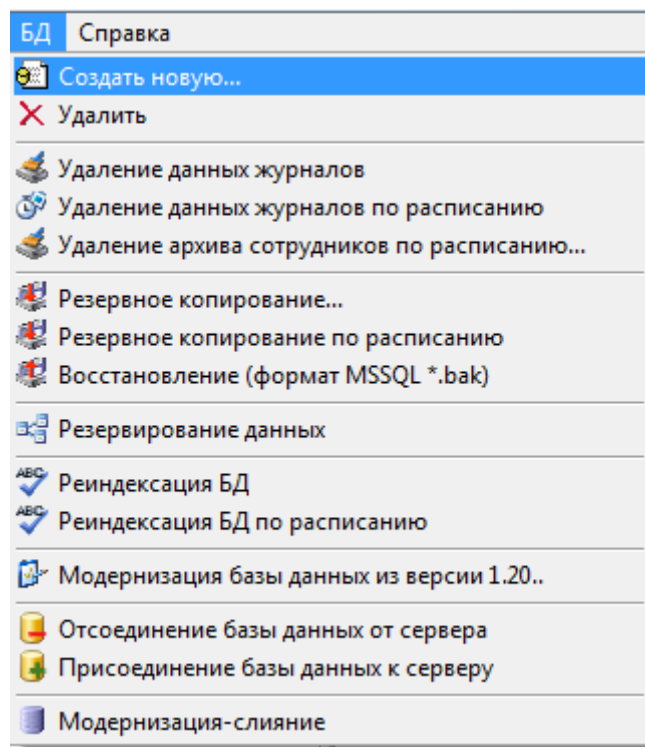 БД Справка
Создать новую...
Удалить
Удаление данных журналов
Удаление данных журналов по расписанию
Удаление архива сотрудников по расписанию...
Резервное копирование...
Резервное копирование по расписанию
Восстановление (формат MSSQL *.bak)
Резервирование данных
ABC Реиндексация БД
ABC Реиндексация БД по расписанию
Модернизация базы данных из версии 1.20..
Отсоединение базы данных от сервера
Присоединение базы данных к серверу
Модернизация-слияние